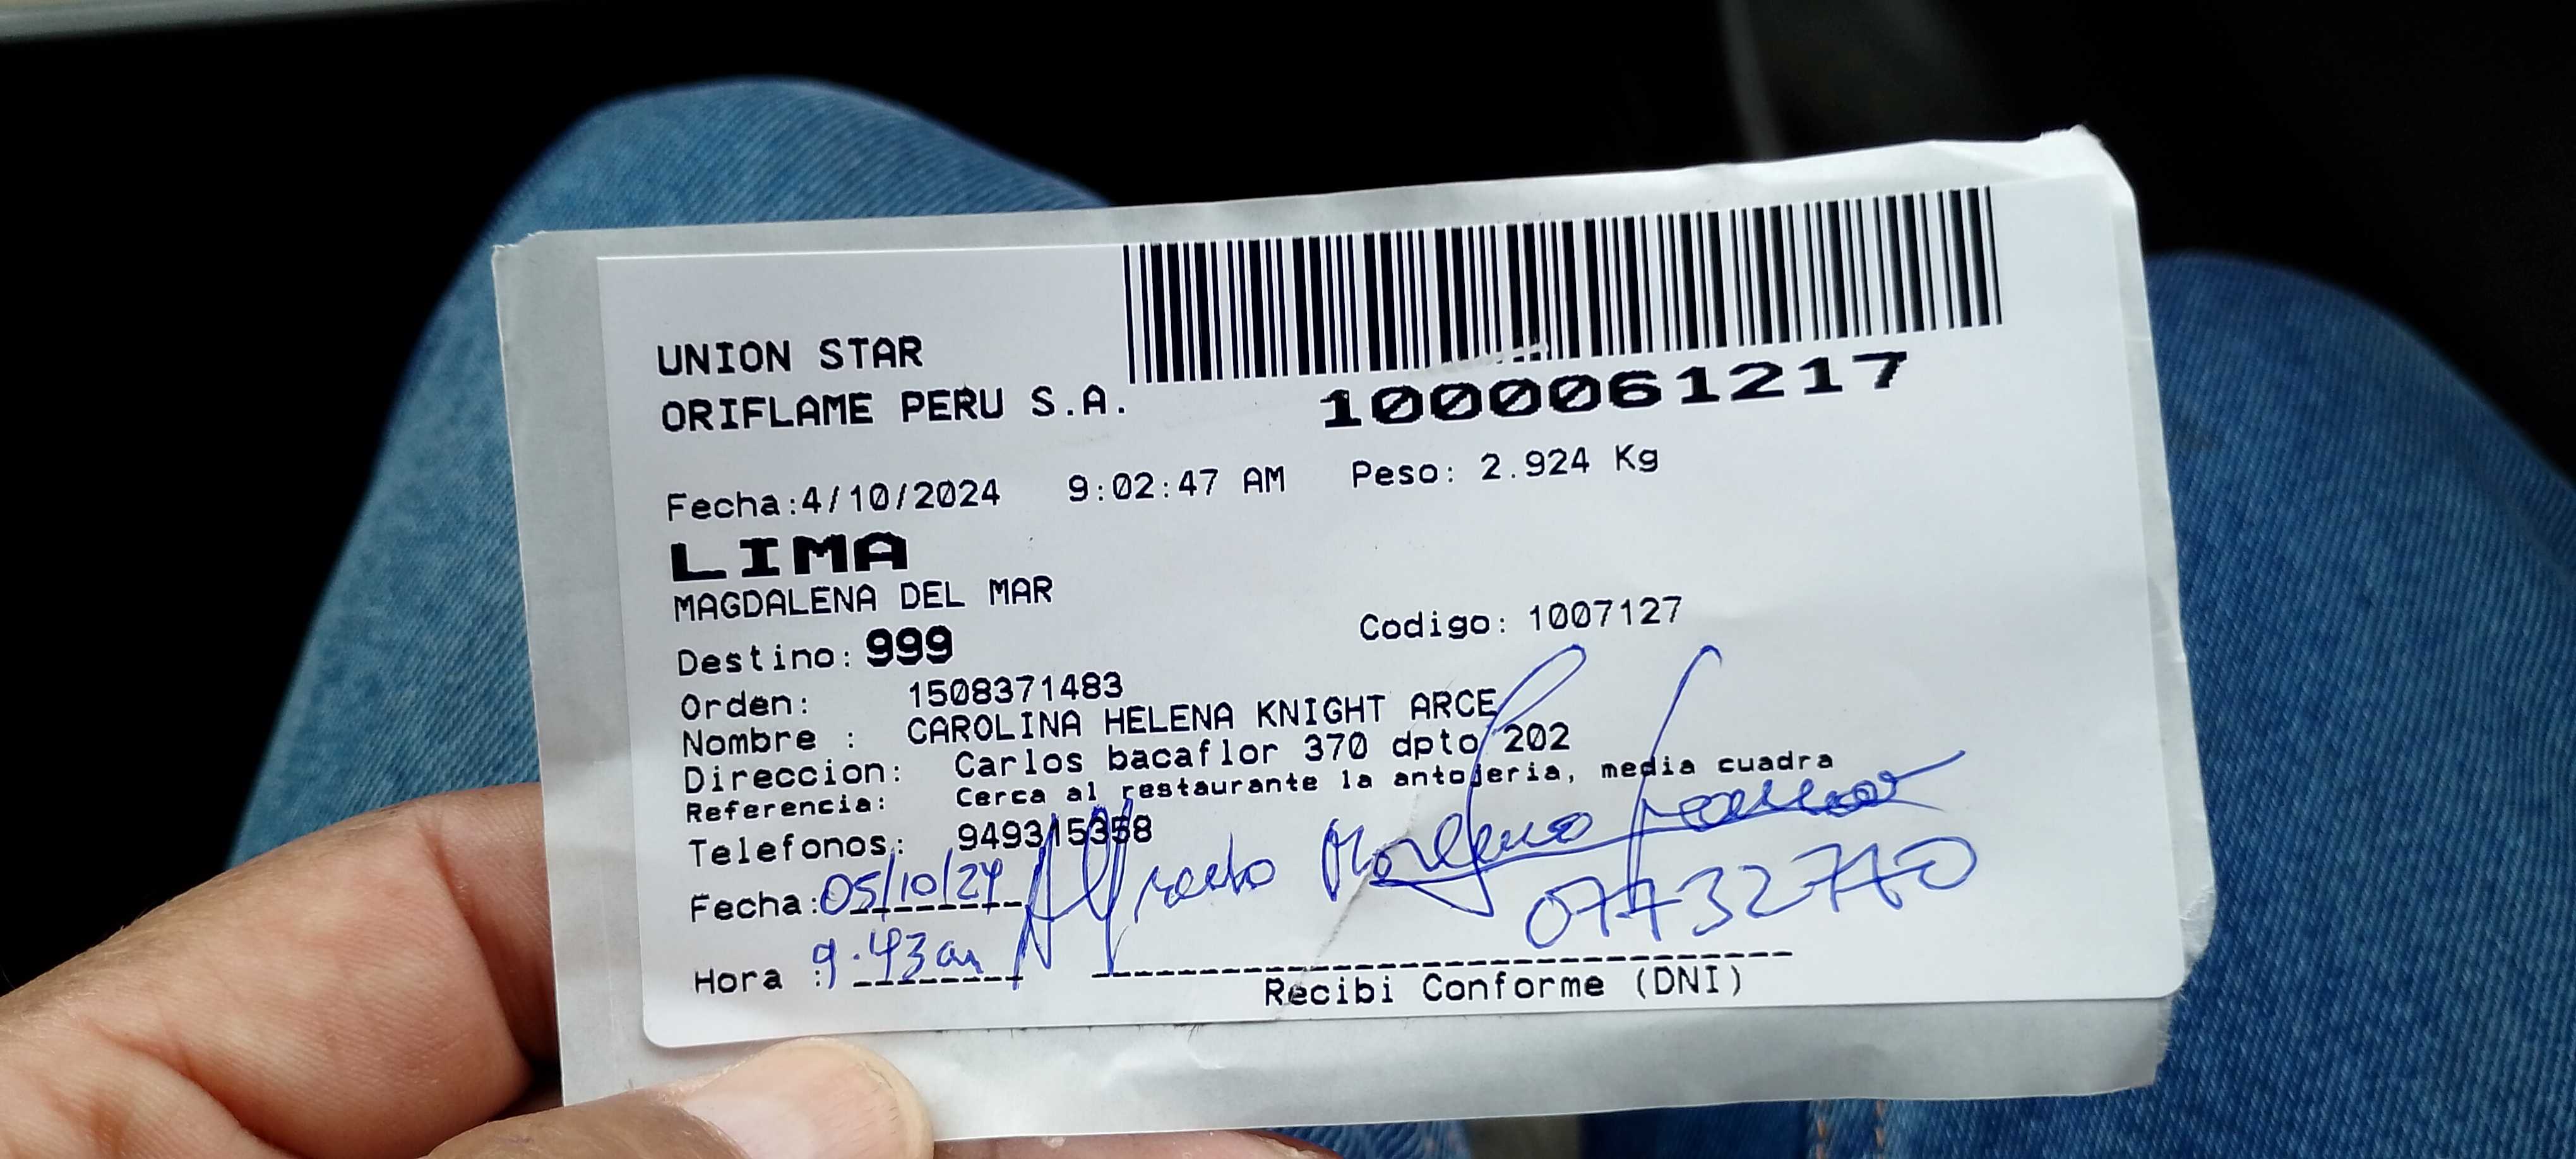 UNION STAR
ORIFLAME PERU S.A.
1000061217
Fecha:4/10/2024 9:02:47 AM Peso: 2.924 Kg
LIMA
MAGDALENA DEL MAR
Destino: 999 Codigo: 1007127
Orden: 1508371483
Nombre : CAROLINA HELENA KNIGHT ARCE
Direccion: Carlos bacaflor 370 dpto 202
Referencia: Cerca al restaurante la antojeria, media cuadra
Telefonos: 949315358
Fecha: 05/10/24 Alfredo
Hora : 9.43am
Recibi Conforme (DNI)